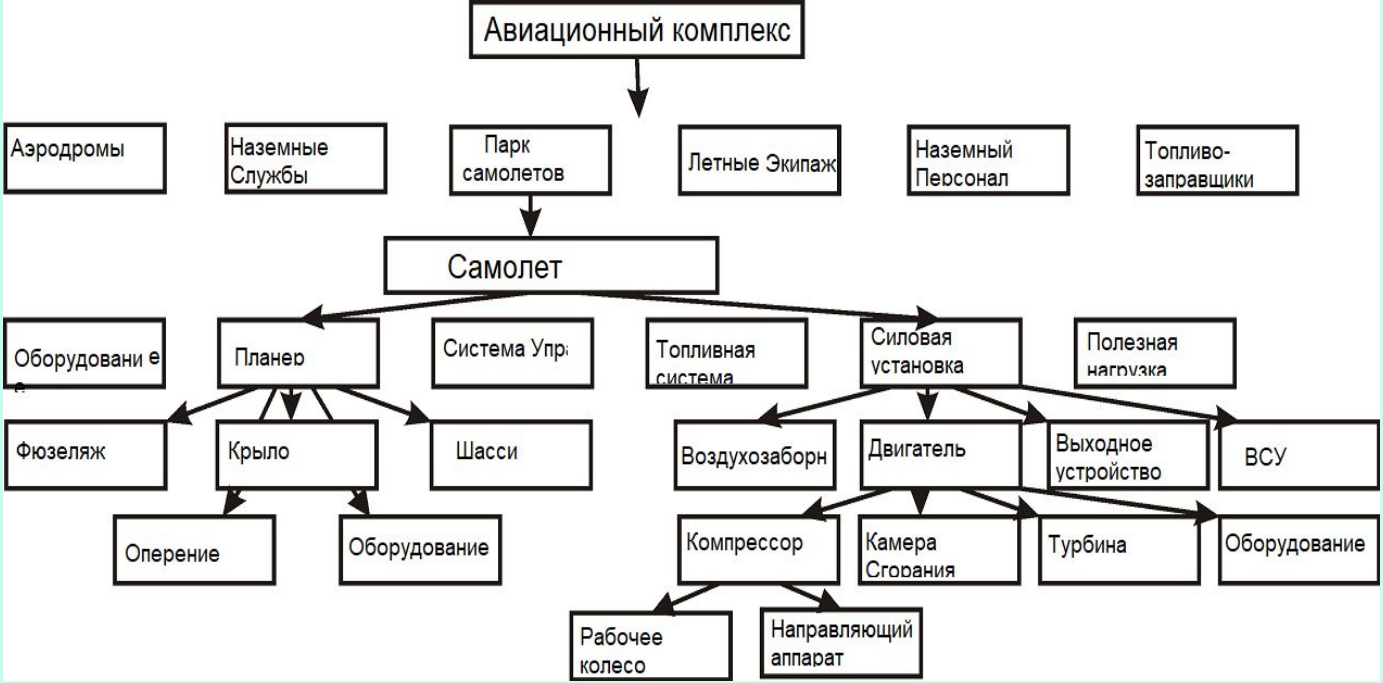 Авиационный комплекс
Аэродромы
Наземные
Службы
Парк
самолетов
Летные Экипаж
Наземный
Персонал
Топливо-
заправщики
Самолет
Оборудовани е
е
Планер
Система Упра
Топливная
система
Силовая
установка
Полезная
нагрузка
Фюзеляж
Крыло
Шасси
Воздухозаборн
Двигатель
Выходное
устройство
ВСУ
Оперение
Оборудование
Компрессор
Камера
Сгорания
Турбина
Оборудование
Рабочее
колесо
Направляющий
аппарат